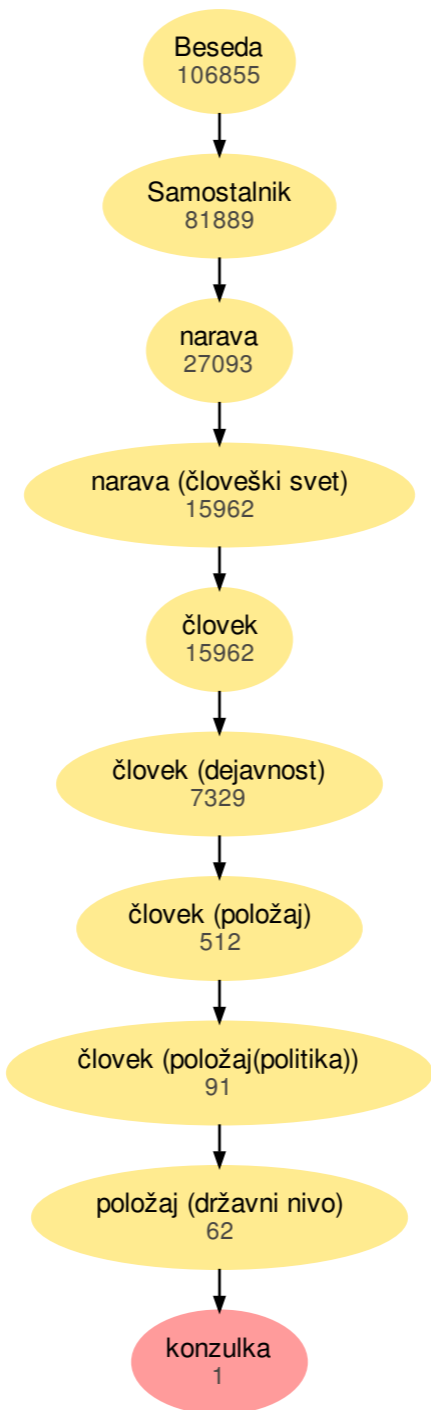 Beseda
106855
Samostalnik
81889
narava
27093
narava (človeški svet)
15962
človek
15962
človek (dejavnost)
7329
človek (položaj)
512
človek (položaj(politika))
91
položaj (državni nivo)
62
konzulka
1